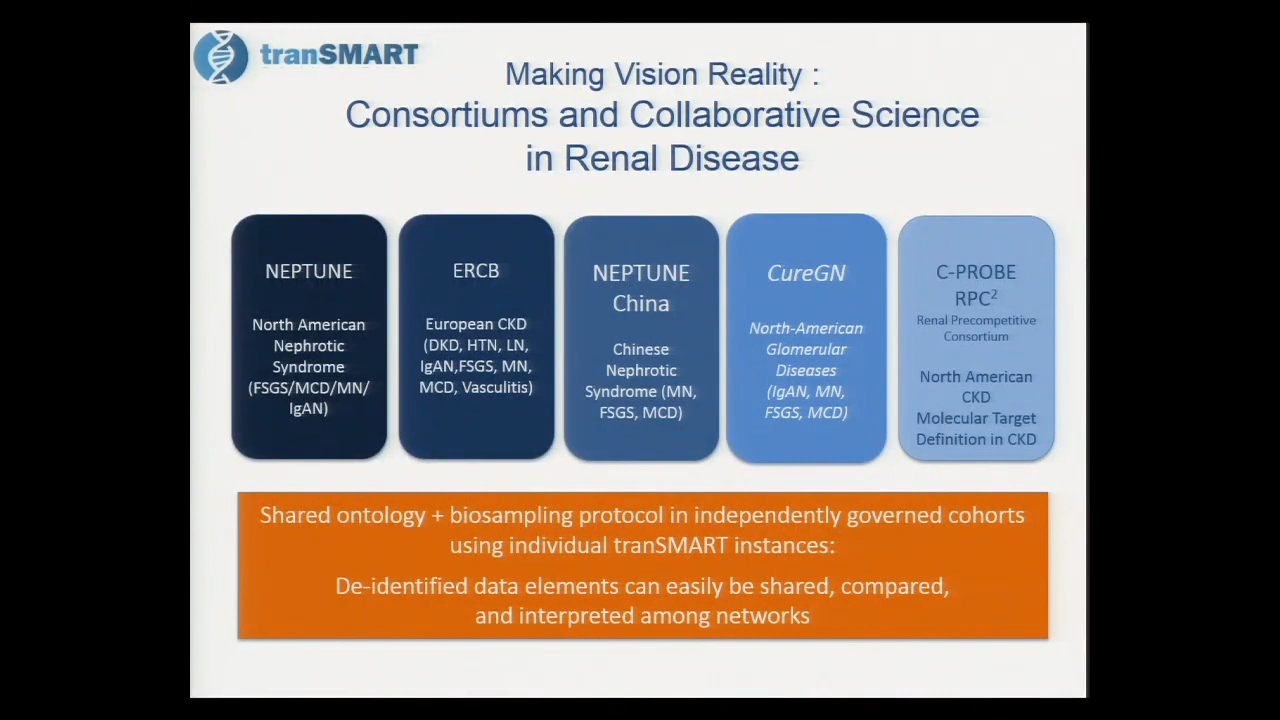 tranSMART
Making Vision Reality :
Consortiums and Collaborative Science
in Renal Disease
NEPTUNE
North American
Nephrotic
Syndrome
(FSGS/MCD/MN/
IgAN)
ERCB
European CKD
(DKD, HTN, LN,
IgAN,FSGS, MN,
MCD, Vasculitis)
NEPTUNE
China
Chinese
Nephrotic
Syndrome (MN,
FSGS, MCD)
CureGN
North-American
Glomerular
Diseases
(IgAN, MN,
FSGS, MCD)
C-PROBE
RPC²
Renal Precompetitive
Consortium
North American
CKD
Molecular Target
Definition in CKD
Shared ontology + biosampling protocol in independently governed cohorts
using individual tranSMART instances:
De-identified data elements can easily be shared, compared,
and interpreted among networks